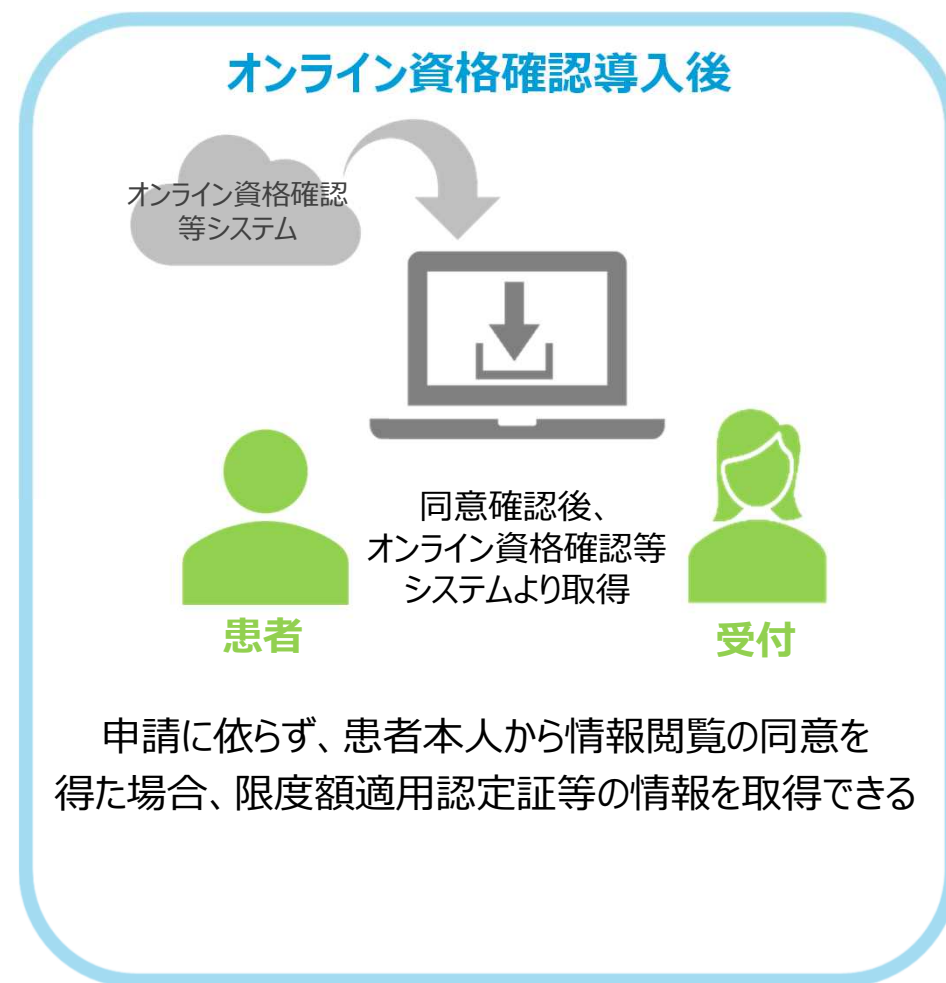 オンライン資格確認導入後
オンライン資格確認
等システム
同意確認後、
オンライン資格確認等
システムより取得
患者
受付
申請に依らず、患者本人から情報閲覧の同意を
得た場合、限度額適用認定証等の情報を取得できる